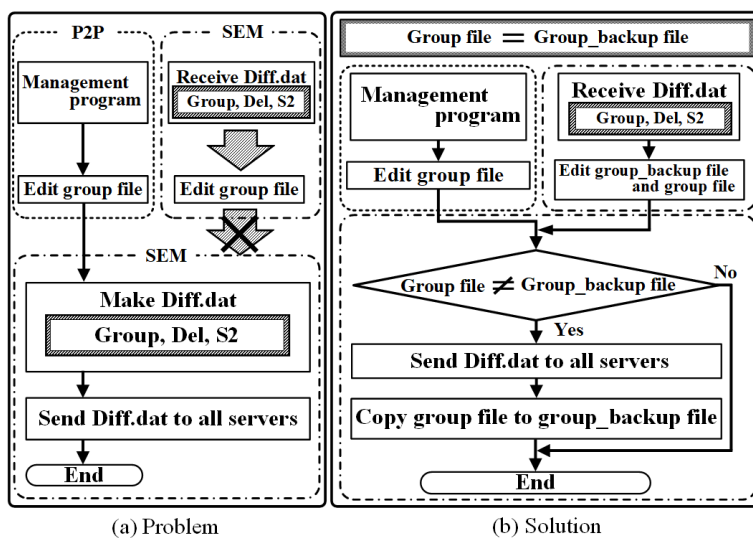 P2P
Management
program
Edit group file
SEM
Receive Diff.dat
Group, Del, S2
Edit group file
SEM
Make Diff.dat
Group, Del, S2
Send Diff.dat to all servers
End
(a) Problem
Group file = Group_backup file
Management
program
Edit group file
Receive Diff.dat
Group, Del, S2
Edit group_backup file
and group file
Group file ≠ Group_backup file
No
Yes
Send Diff.dat to all servers
Copy group file to group_backup file
End
(b) Solution